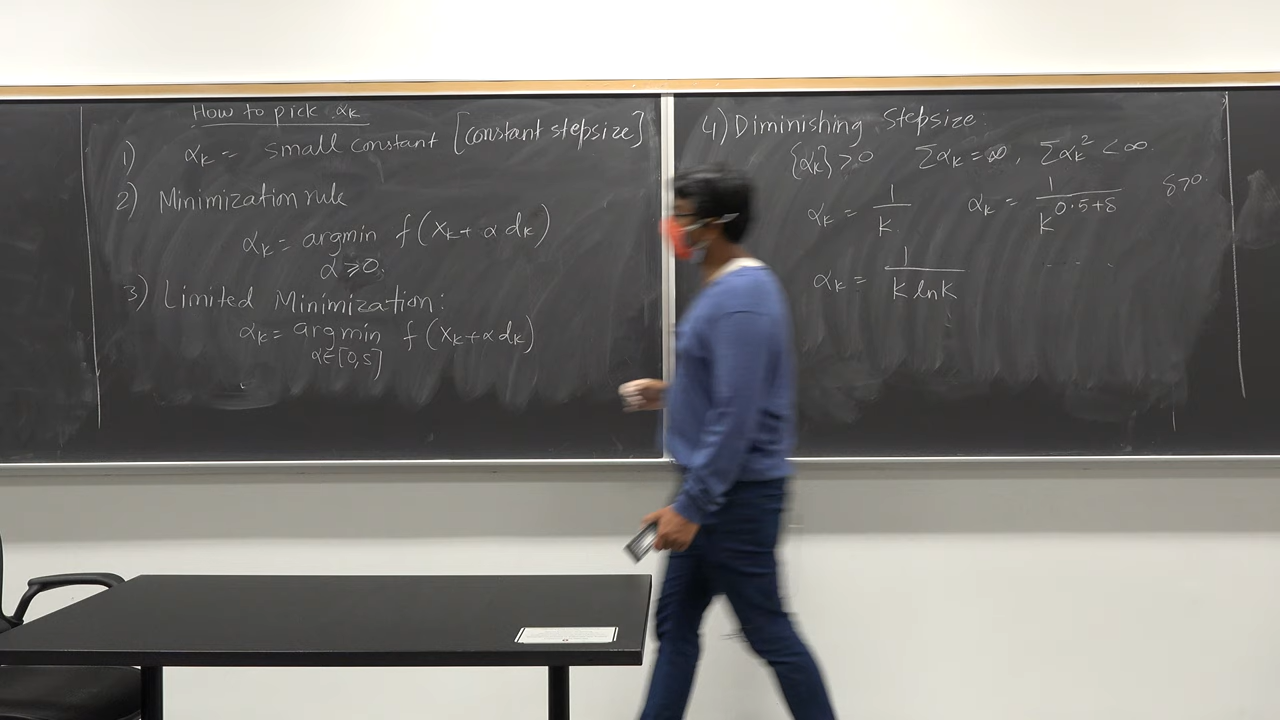 How to pick αₖ
1) αₖ = small constant [constant stepsize]
2) Minimization rule
αₖ = argmin f(xₖ + α dₖ)
α ≥ 0
3) Limited Minimization:
αₖ = argmin f(xₖ + α dₖ)
α∈[0,s]
4) Diminishing Stepsize:
{αₖ} > 0 Σαₖ = ∞, Σαₖ² < ∞.
αₖ = 1/k αₖ = 1/k^(0.5+δ) δ>0.
αₖ = 1/(k ln k) . . . .